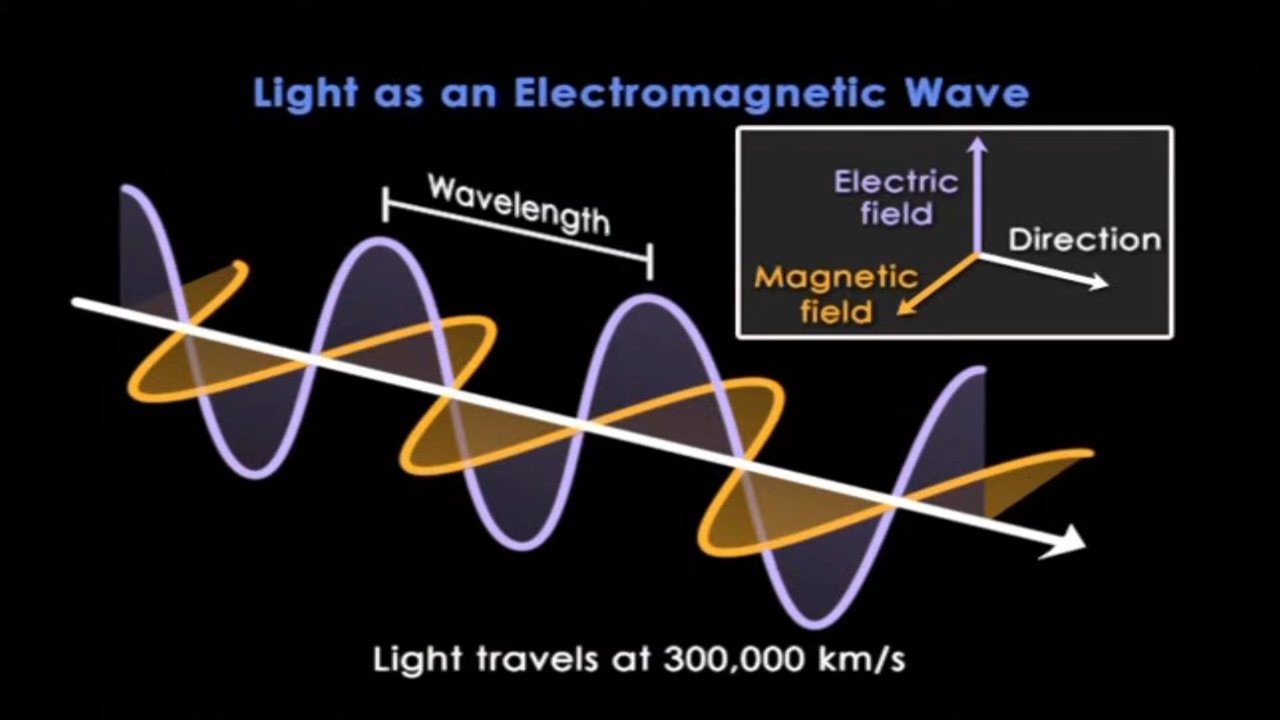 Light as an Electromagnetic Wave
Wavelength
Electric
field
Direction
Magnetic
field
Light travels at 300,000 km/s